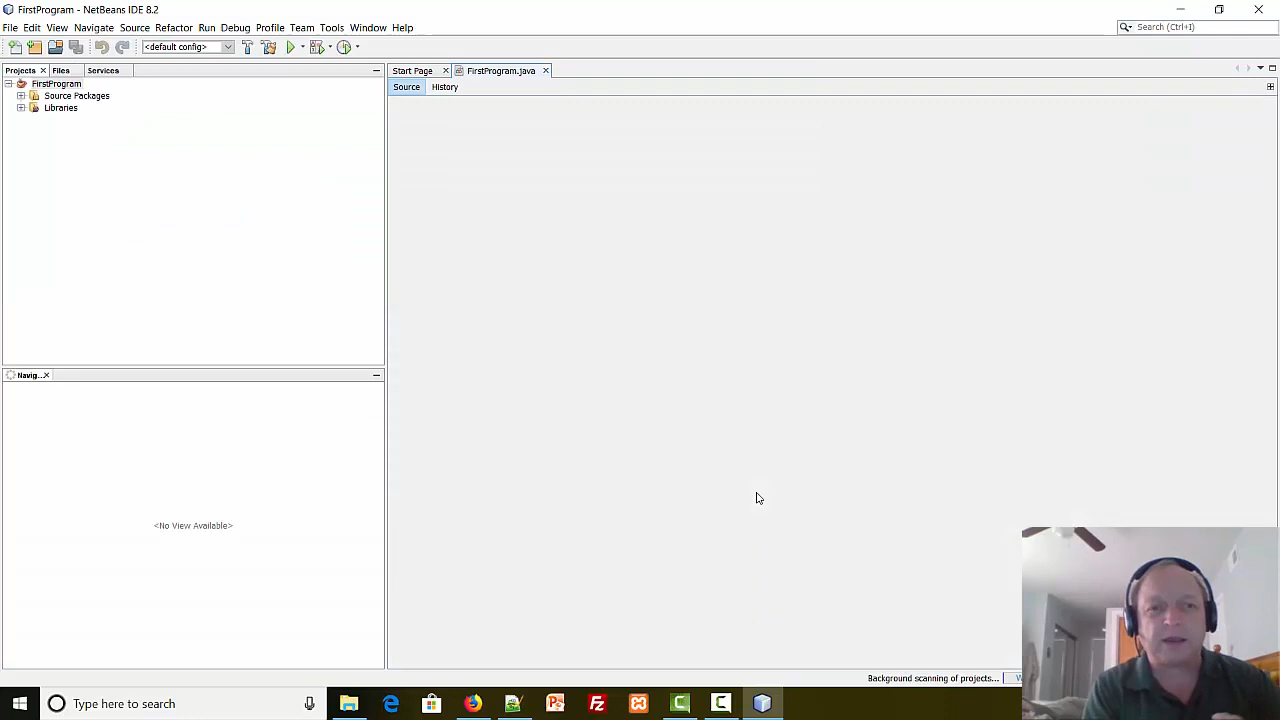 FirstProgram - NetBeans IDE 8.2
File Edit View Navigate Source Refactor Run Debug Profile Team Tools Window Help
Search (Ctrl+I)
<default config>
Projects Files Services
Start Page FirstProgram.java
FirstProgram
Source History
Source Packages
Libraries
Navig...
<No View Available>
Background scanning of projects...
Type here to search